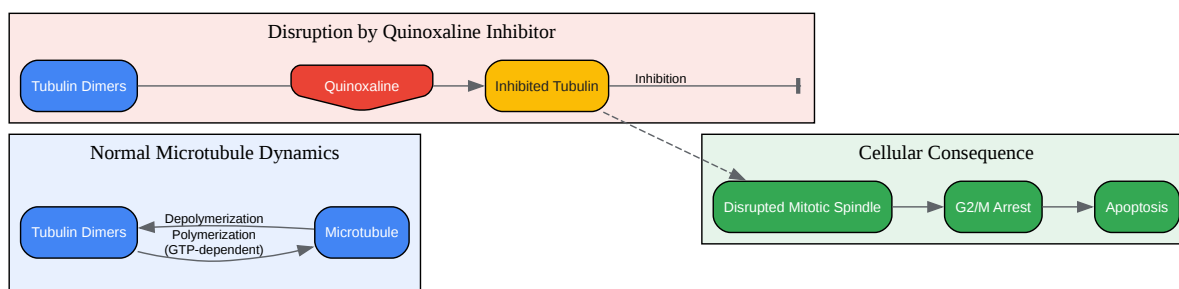 Disruption by Quinoxaline Inhibitor
Tubulin Dimers
Quinoxaline
Inhibited Tubulin
Inhibition
Normal Microtubule Dynamics
Tubulin Dimers
Depolymerization
Polymerization
(GTP-dependent)
Microtubule
Cellular Consequence
Disrupted Mitotic Spindle
G2/M Arrest
Apoptosis